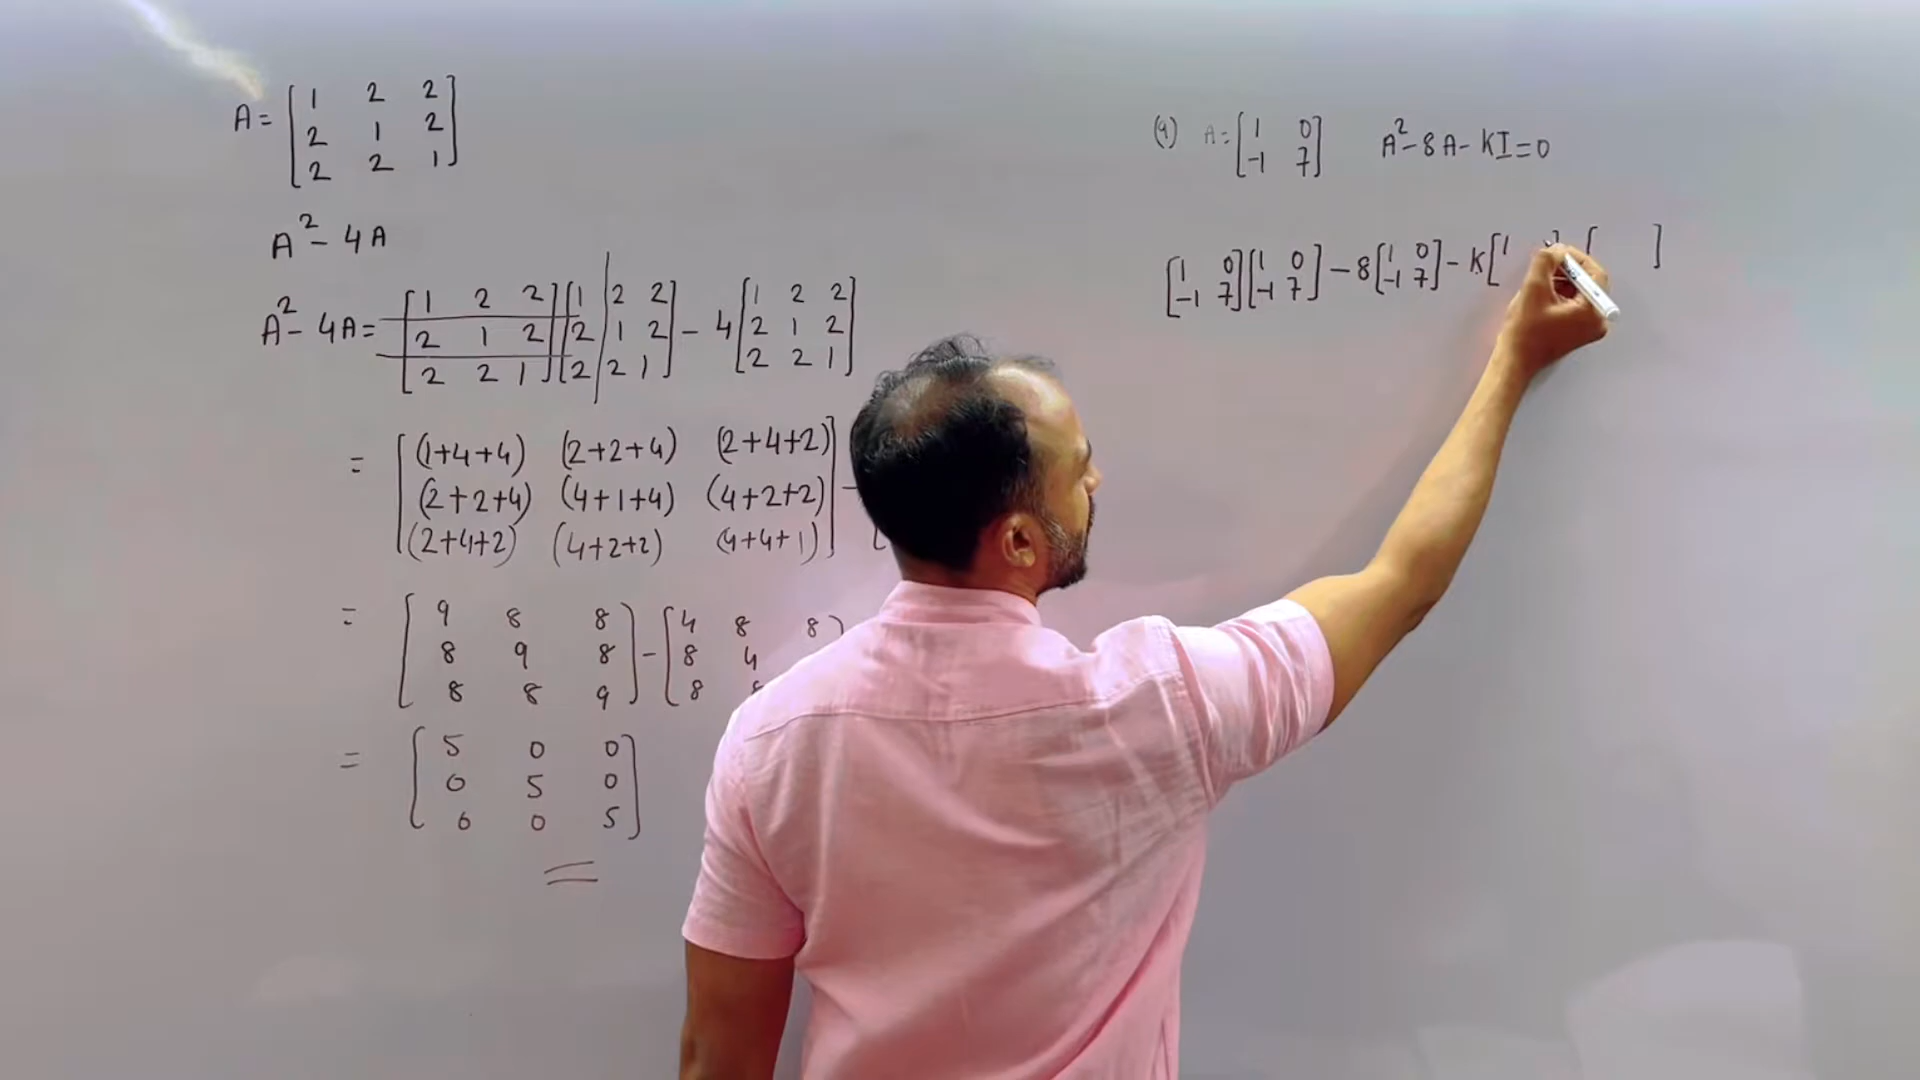 A = [1 2 2
2 1 2
2 2 1]
A² - 4A
A² - 4A = [1 2 2 [1 2 2 - 4 [1 2 2
2 1 2 2 1 2 2 1 2
2 2 1] 2 2 1] 2 2 1]
= [(1+4+4) (2+2+4) (2+4+2)
(2+2+4) (4+1+4) (4+2+2) -
(2+4+2) (4+2+2) (4+4+1)] [
= [9 8 8 - [4 8 8
8 9 8 8 4
8 8 9] 8
= [5 0 0
0 5 0
0 0 5]
(9) A = [1 0 A² - 8A - KI = 0
-1 7]
[1 0 [1 0 - 8 [1 0 - K [1 ] [ ]
-1 7] -1 7] -1 7]